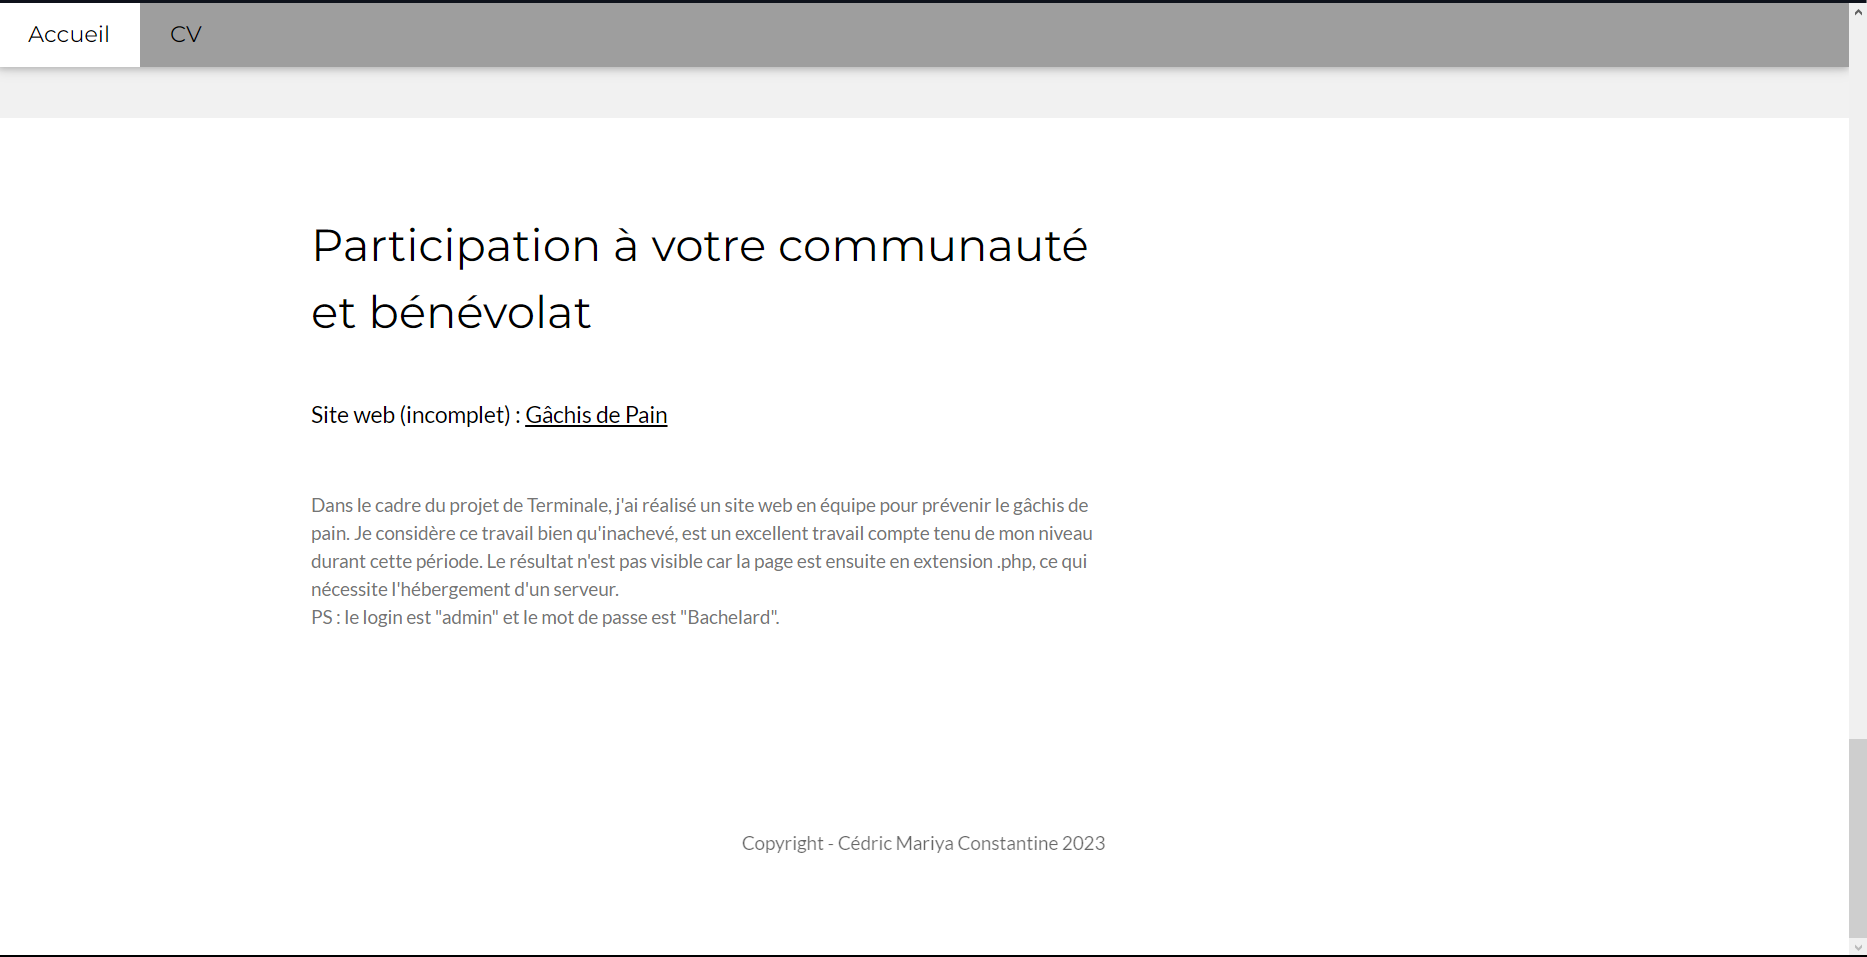 Accueil CV
Participation à votre communauté
et bénévolat
Site web (incomplet) : Gâchis de Pain
Dans le cadre du projet de Terminale, j'ai réalisé un site web en équipe pour prévenir le gâchis de
pain. Je considère ce travail bien qu'inachevé, est un excellent travail compte tenu de mon niveau
durant cette période. Le résultat n'est pas visible car la page est ensuite en extension .php, ce qui
nécessite l'hébergement d'un serveur.
PS : le login est "admin" et le mot de passe est "Bachelard".
Copyright - Cédric Mariya Constantine 2023